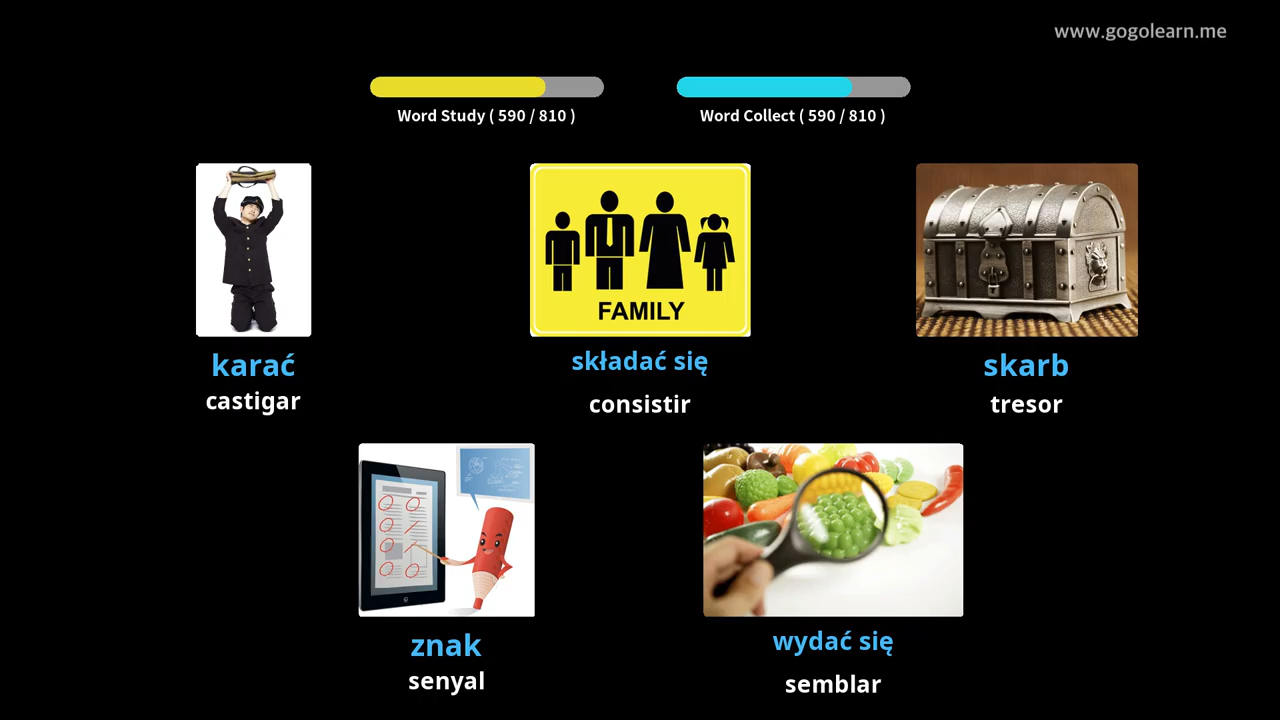 www.gogolearn.me
Word Study ( 590 / 810 )
Word Collect ( 590 / 810 )
FAMILY
karać
castigar
składać się
consistir
skarb
tresor
znak
senyal
wydać się
semblar